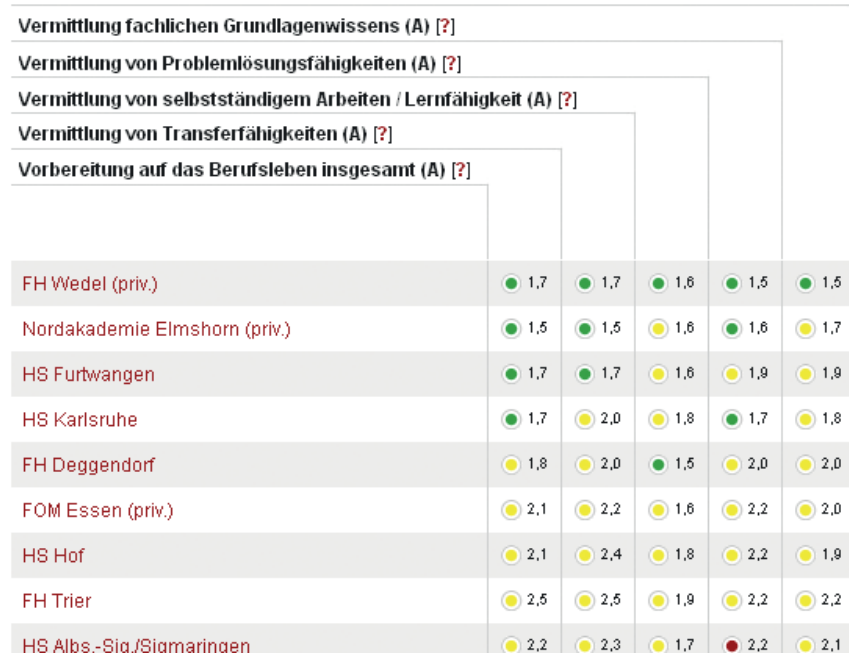 Vermittlung fachlichen Grundlagenwissens (A) [?]
Vermittlung von Problemlösungsfähigkeiten (A) [?]
Vermittlung von selbstständigem Arbeiten / Lernfähigkeit (A) [?]
Vermittlung von Transferfähigkeiten (A) [?]
Vorbereitung auf das Berufsleben insgesamt (A) [?]
FH Wedel (priv.) 1,7 1,7 1,6 1,5 1,5
Nordakademie Elmshorn (priv.) 1,5 1,5 1,6 1,6 1,7
HS Furtwangen 1,7 1,7 1,6 1,9 1,9
HS Karlsruhe 1,7 2,0 1,8 1,7 1,8
FH Deggendorf 1,8 2,0 1,5 2,0 2,0
FOM Essen (priv.) 2,1 2,2 1,6 2,2 2,0
HS Hof 2,1 2,4 1,8 2,2 1,9
FH Trier 2,5 2,5 1,9 2,2 2,2
HS Albs.-Sig./Sigmaringen 2,2 2,3 1,7 2,2 2,1